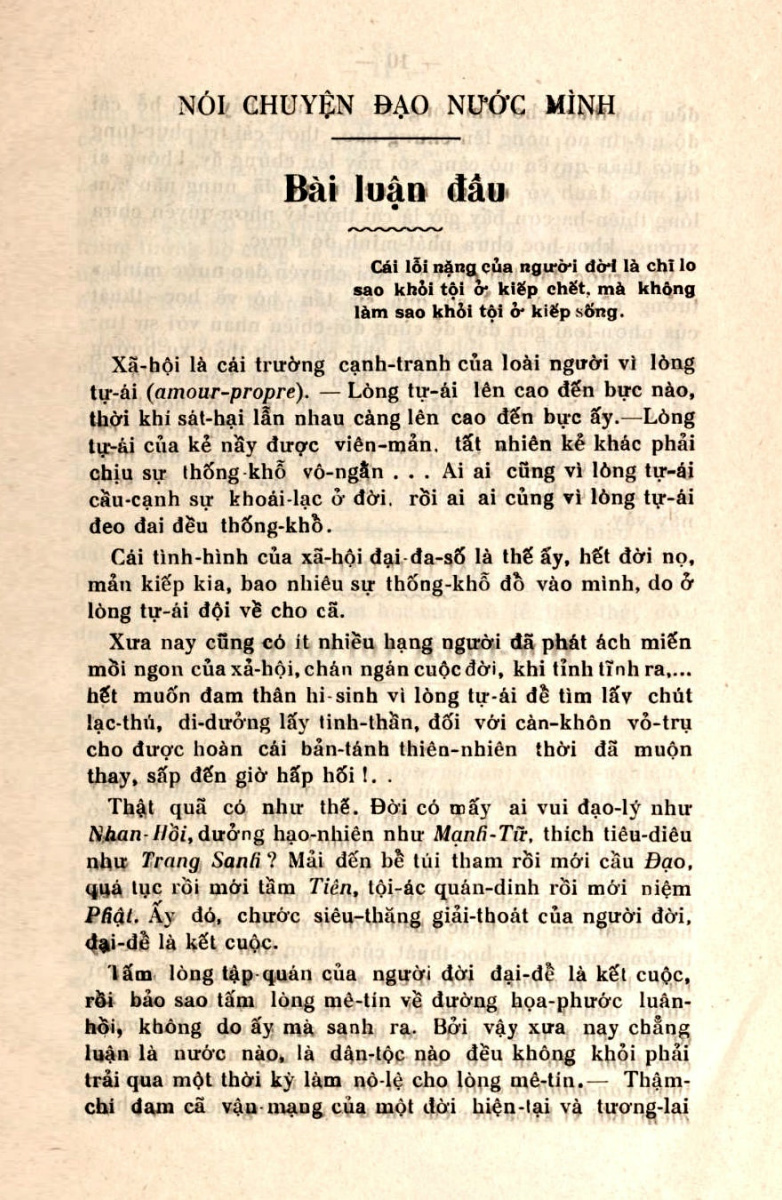 NÓI CHUYỆN ĐẠO NƯỚC MÌNH
Bài luận đầu
Cái lỗi nặng của người đời là chỉ lo
sao khỏi tội ở kiếp chết, mà không
làm sao khỏi tội ở kiếp sống.
Xã-hội là cái trường cạnh-tranh của loài người vì lòng
tự-ái (amour-propre). — Lòng tự-ái lên cao đến bực nào,
thời khí sát-hại lẫn nhau càng lên cao đến bực ấy.—Lòng
tự-ái của kẻ nầy được viên-mản, tất nhiên kẻ khác phải
chịu sự thống-khỗ vô-ngằn . . . Ai ai cũng vì lòng tự-ái
cầu-cạnh sự khoái-lạc ở đời, rồi ai ai củng vì lòng tự-ái
đeo đai đều thống-khồ.
Cái tình-hình của xã-hội đại-đa-số là thế ấy, hết đời nọ,
mản kiếp kia, bao nhiêu sự thống-khỗ đồ vào mình, do ở
lòng tự-ái đội về cho cã.
Xưa nay cũng có ít nhiều hạng người đã phát ách miến
mồi ngon của xả-hội, chán ngán cuộc đời, khi tỉnh tĩnh ra,...
hết muốn đam thân hi-sinh vì lòng tự-ái đề tìm lấy chút
lạc-thú, di-dưởng lấy tinh-thần, đối với càn-khôn vỏ-trụ
cho được hoàn cái bản-tánh thiên-nhiên thời đã muộn
thay, sấp đến giờ hấp hối !. .
Thật quã có như thế. Đời có mấy ai vui đạo-lý như
Nhan-Hồi, dưởng hạo-nhiên như Mạnh-Tữ, thích tiêu-diêu
như Trang Sanh ? Mải đến bề túi tham rồi mới cầu Đạo,
quá tục rồi mới tầm Tiên, tội-ác quán-dinh rồi mới niệm
Phật. Ấy đó, chước siêu-thăng giải-thoát của người đời,
đại-đề là kết cuộc.
Tấm lòng tập-quán của người đời đại-đề là kết cuộc,
rồi bảo sao tấm lòng mê-tín về đường họa-phước luân-
hồi, không do ấy mà sanh ra. Bởi vậy xưa nay chẳng
luận là nước nào, là dân-tộc nào đều không khỏi phải
trải qua một thời kỳ làm nô-lệ cho lòng mê-tín.— Thậm-
chi đam cã vận-mạng của một đời hiện-tại và tương-lai